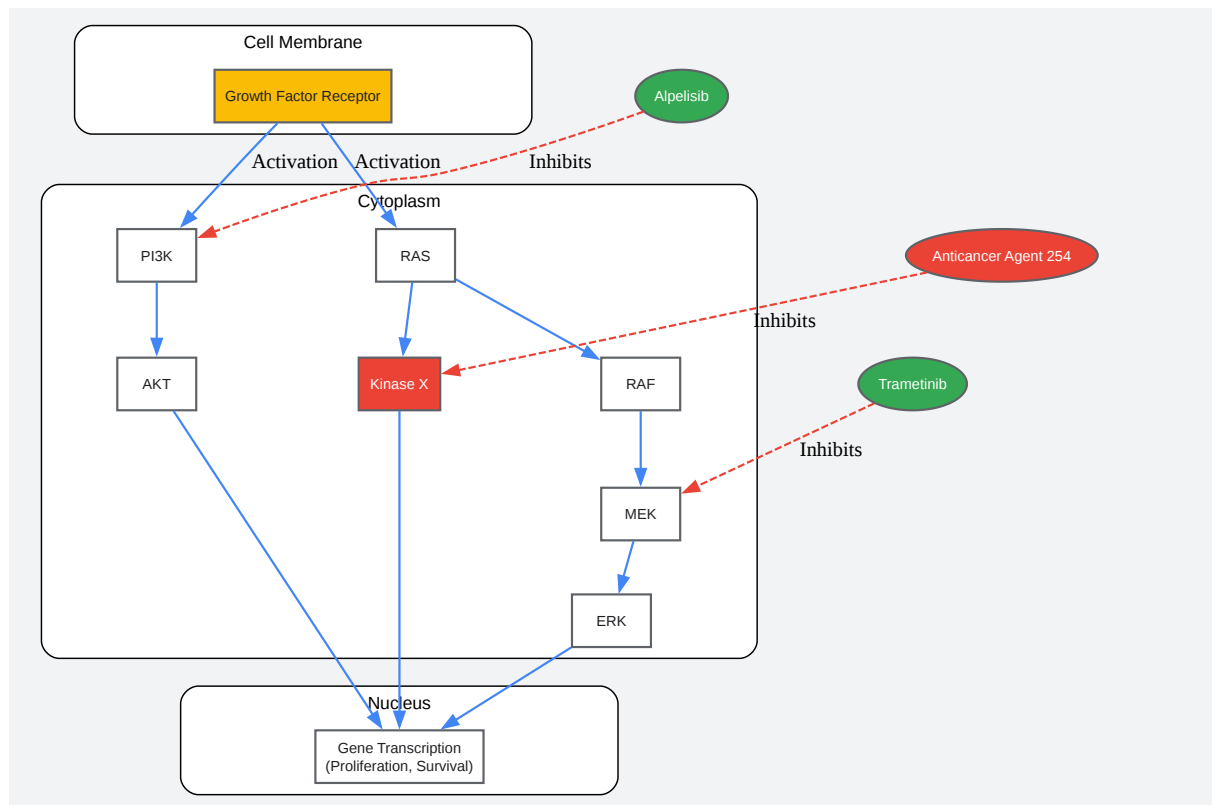 Cell Membrane
Growth Factor Receptor
Alpelisib
Activation
Activation
Inhibits
Cytoplasm
PI3K
RAS
Anticancer Agent 254
Inhibits
AKT
Kinase X
RAF
Trametinib
Inhibits
MEK
ERK
Nucleus
Gene Transcription
(Proliferation, Survival)